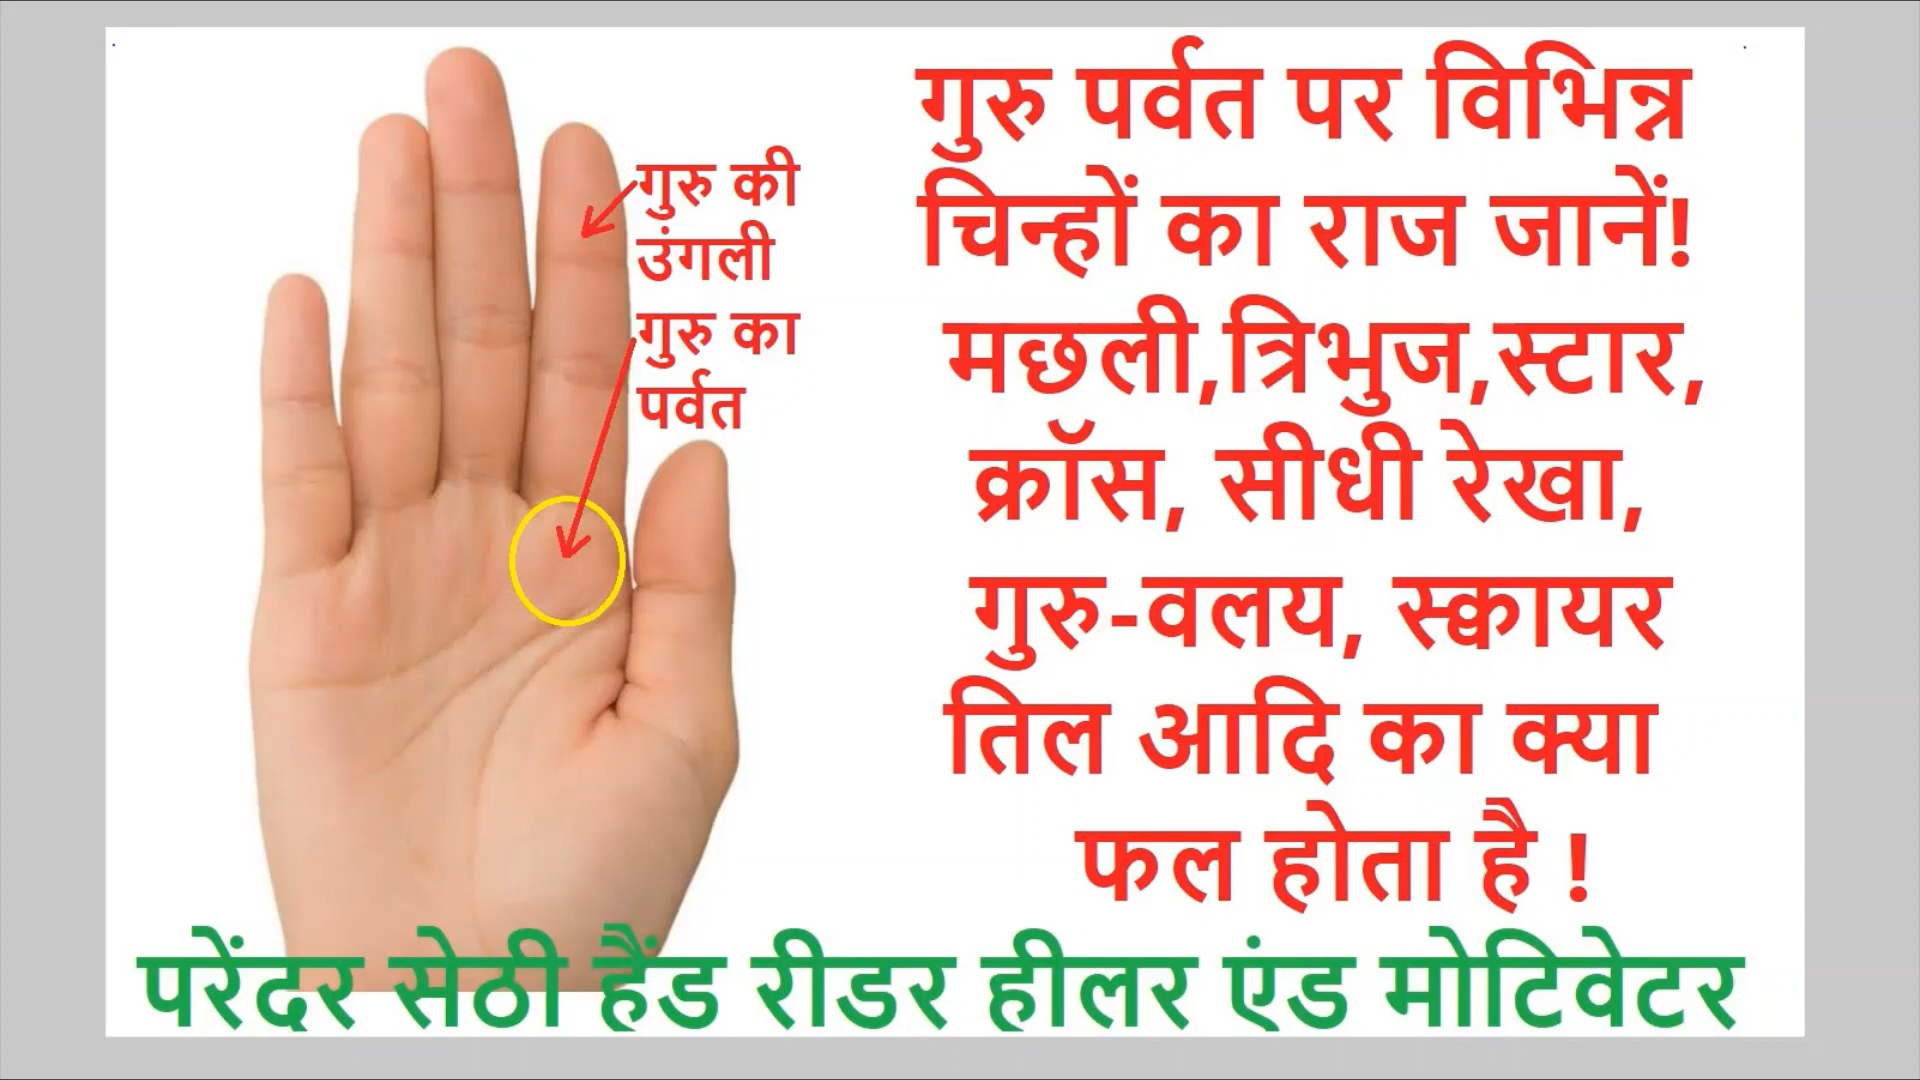 गुरु की
उंगली
गुरु का
पर्वत
गुरु पर्वत पर विभिन्न
चिन्हों का राज जानें!
मछली,त्रिभुज,स्टार,
क्रॉस, सीधी रेखा,
गुरु-वलय, स्क्वायर
तिल आदि का क्या
फल होता है !
परेंदर सेठी हैंड रीडर हीलर एंड मोटिवेटर